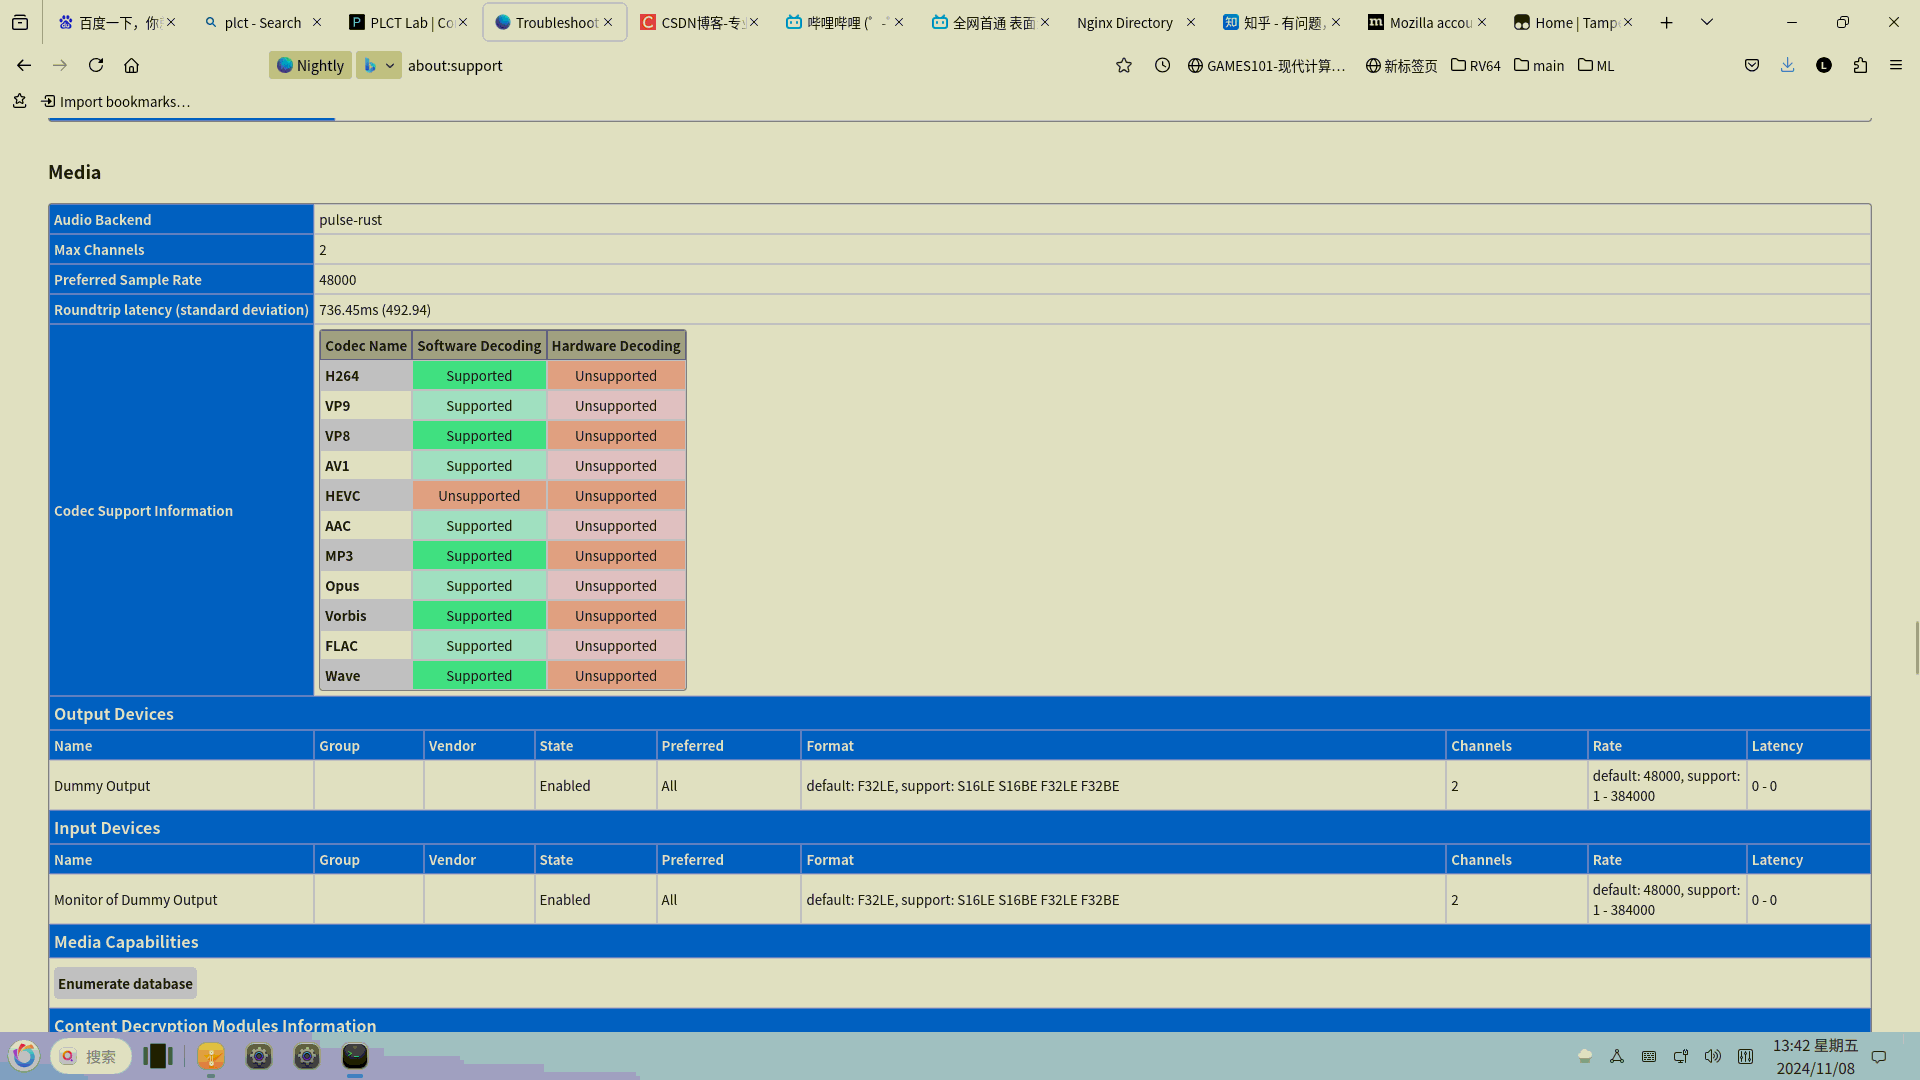 百度一下，你
plct - Search
PLCT Lab | Co
Troubleshoot
CSDN博客-专
哔哩哔哩 (゜-゜
全网首通 表面
Nginx Directory
知乎 - 有问题，
Mozilla accou
Home | Tamp
Nightly
about:support
GAMES101-现代计算…
新标签页
RV64
main
ML
Import bookmarks…
Media
Audio Backend pulse-rust
Max Channels 2
Preferred Sample Rate 48000
Roundtrip latency (standard deviation) 736.45ms (492.94)
Codec Support Information
Codec Name Software Decoding Hardware Decoding
H264 Supported Unsupported
VP9 Supported Unsupported
VP8 Supported Unsupported
AV1 Supported Unsupported
HEVC Unsupported Unsupported
AAC Supported Unsupported
MP3 Supported Unsupported
Opus Supported Unsupported
Vorbis Supported Unsupported
FLAC Supported Unsupported
Wave Supported Unsupported
Output Devices
Name Group Vendor State Preferred Format Channels Rate Latency
Dummy Output Enabled All default: F32LE, support: S16LE S16BE F32LE F32BE 2 default: 48000, support: 1 - 384000 0 - 0
Input Devices
Name Group Vendor State Preferred Format Channels Rate Latency
Monitor of Dummy Output Enabled All default: F32LE, support: S16LE S16BE F32LE F32BE 2 default: 48000, support: 1 - 384000 0 - 0
Media Capabilities
Enumerate database
Content Decryption Modules Information
搜索
13:42 星期五
2024/11/08